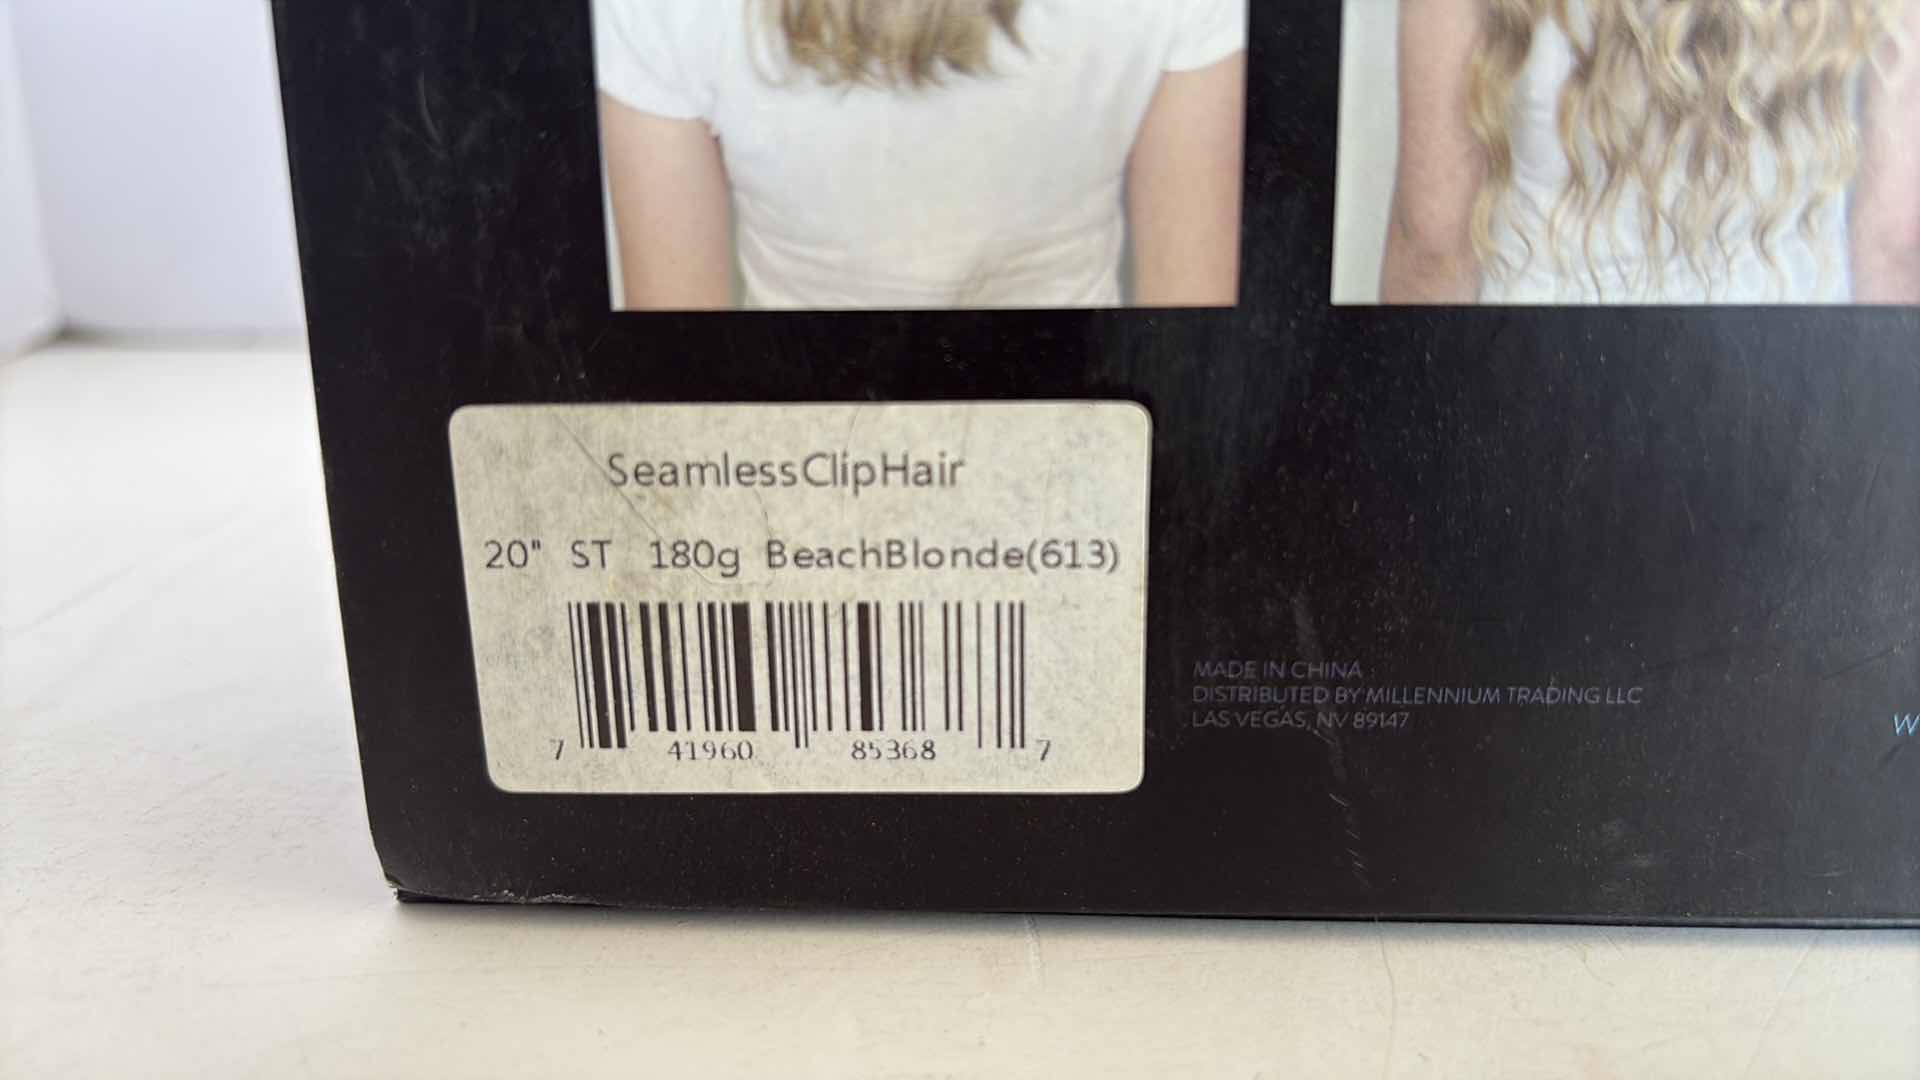 SeamlessClipHair
20" ST 180g BeachBlonde(613)
7 41960 85368 7
MADE IN CHINA
DISTRIBUTED BY MILLENNIUM TRADING LLC
LAS VEGAS, NV 89147